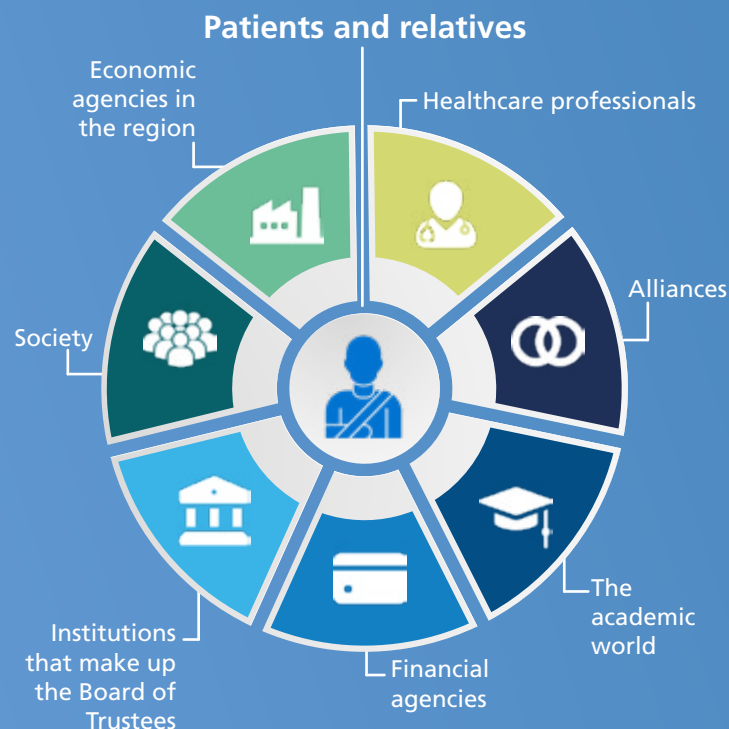 Patients and relatives
Economic
agencies in
the region
Healthcare professionals
Alliances
Society
The
academic
world
Institutions
that make up
the Board of
Trustees
Financial
agencies